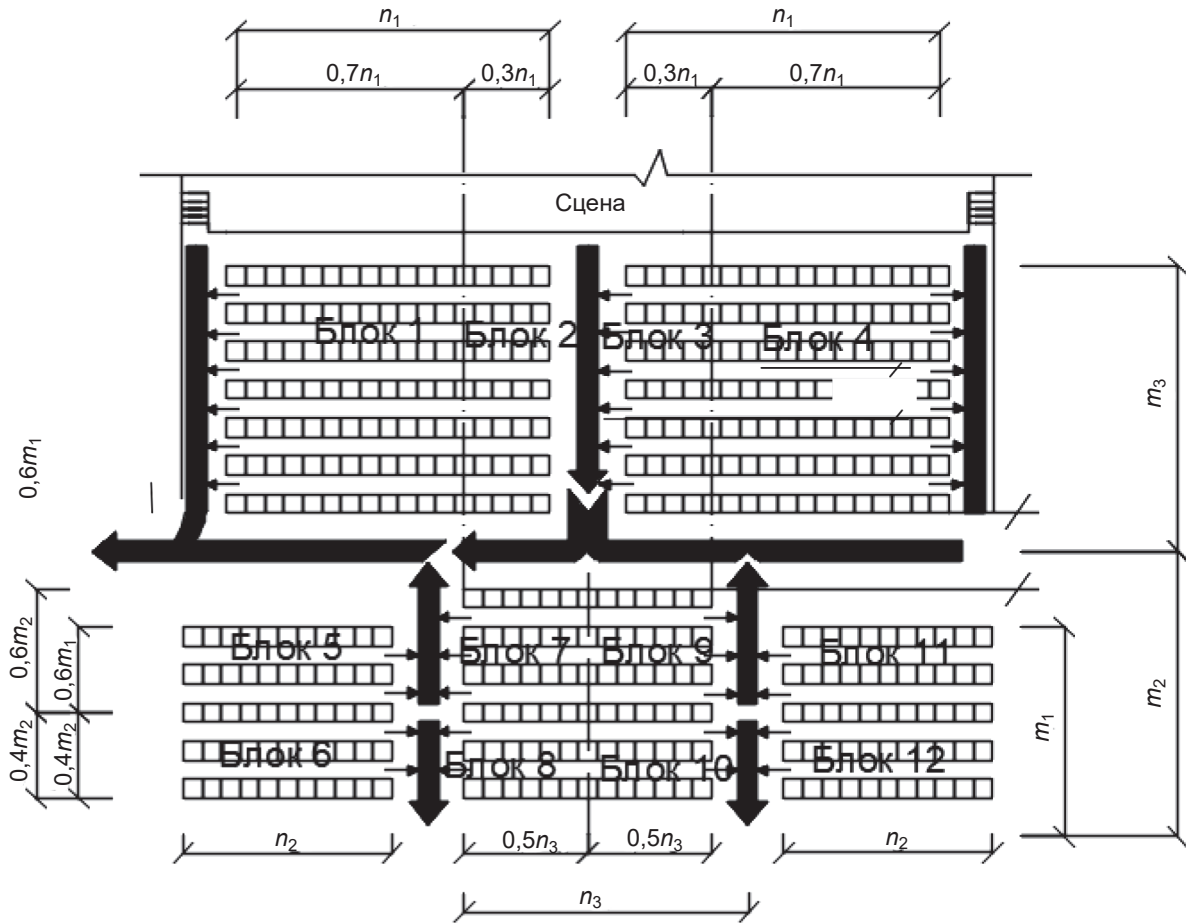 n₁
n₁
0,7n₁
0,3n₁
0,3n₁
0,7n₁
Сцена
Блок 1
Блок 2
Блок 3
Блок 4
m₃
0,6m₁
0,6m₂
0,6m₁
Блок 5
Блок 7
Блок 9
Блок 11
m₁
m₂
0,4m₂
0,4m₂
Блок 6
Блок 8
Блок 10
Блок 12
n₂
0,5n₃
0,5n₃
n₂
n₃